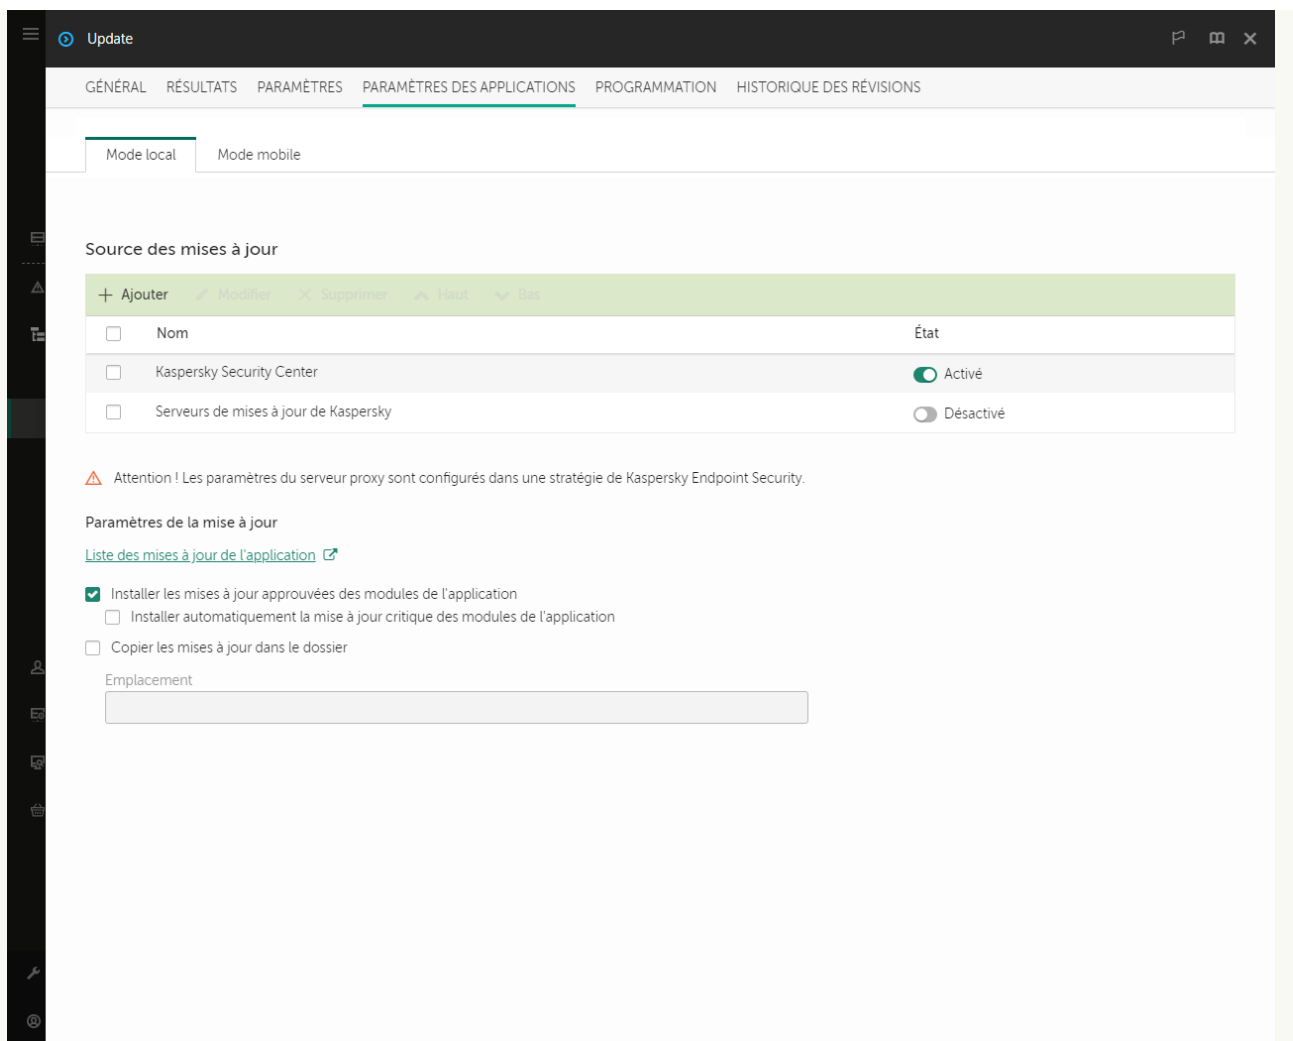 Update
GÉNÉRAL RÉSULTATS PARAMÈTRES PARAMÈTRES DES APPLICATIONS PROGRAMMATION HISTORIQUE DES RÉVISIONS
Mode local Mode mobile
Source des mises à jour
Ajouter Modifier Supprimer Haut Bas
Nom État
Kaspersky Security Center Activé
Serveurs de mises à jour de Kaspersky Désactivé
Attention ! Les paramètres du serveur proxy sont configurés dans une stratégie de Kaspersky Endpoint Security.
Paramètres de la mise à jour
Liste des mises à jour de l'application
Installer les mises à jour approuvées des modules de l'application
Installer automatiquement la mise à jour critique des modules de l'application
Copier les mises à jour dans le dossier
Emplacement